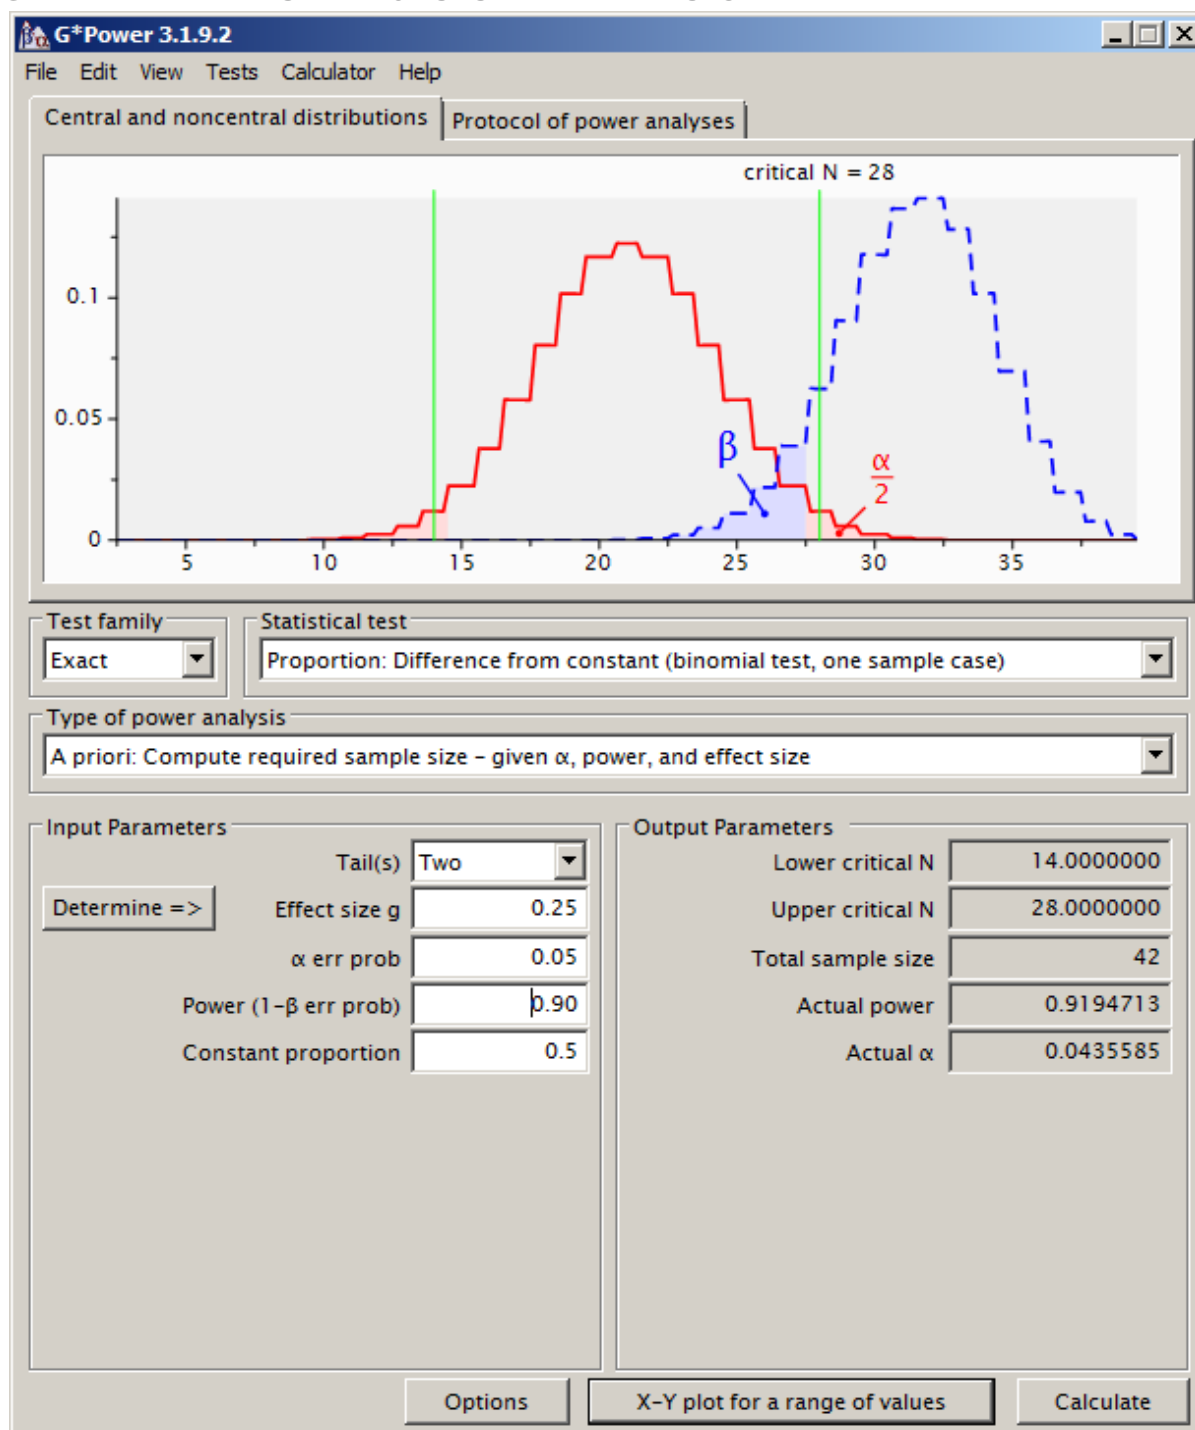 G*Power 3.1.9.2
File Edit View Tests Calculator Help
Central and noncentral distributions Protocol of power analyses
critical N = 28
0.1
0.05
0
β
α
2
5 10 15 20 25 30 35
Test family Statistical test
Exact Proportion: Difference from constant (binomial test, one sample case)
Type of power analysis
A priori: Compute required sample size – given α, power, and effect size
Input Parameters Output Parameters
Tail(s) Two Lower critical N 14.0000000
Determine => Effect size g 0.25 Upper critical N 28.0000000
α err prob 0.05 Total sample size 42
Power (1-β err prob) 0.90 Actual power 0.9194713
Constant proportion 0.5 Actual α 0.0435585
Options X-Y plot for a range of values Calculate